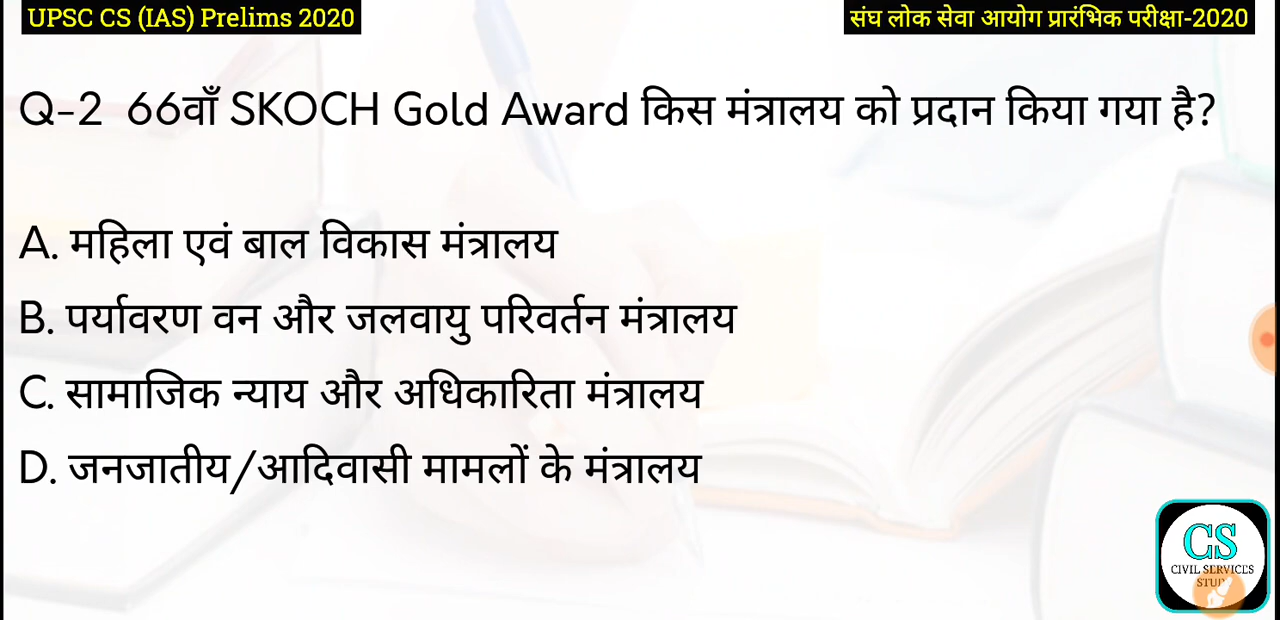 UPSC CS (IAS) Prelims 2020
संघ लोक सेवा आयोग प्रारंभिक परीक्षा-2020
Q-2 66वाँ SKOCH Gold Award किस मंत्रालय को प्रदान किया गया है?
A. महिला एवं बाल विकास मंत्रालय
B. पर्यावरण वन और जलवायु परिवर्तन मंत्रालय
C. सामाजिक न्याय और अधिकारिता मंत्रालय
D. जनजातीय/आदिवासी मामलों के मंत्रालय
CS
CIVIL SERVICES